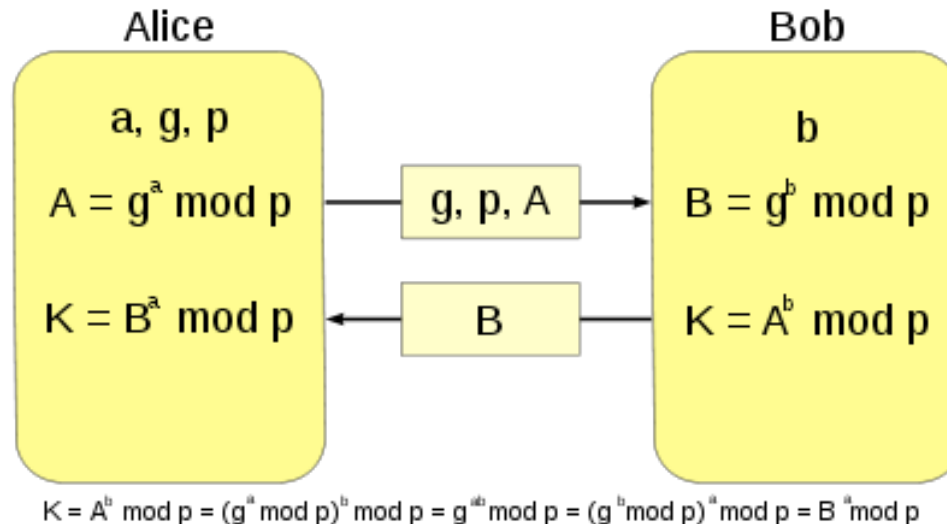 Alice
Bob
a, g, p
A = gᵃ mod p
K = Bᵃ mod p
g, p, A
B
b
B = gᵇ mod p
K = Aᵇ mod p
K = Aᵇ mod p = (gᵃ mod p)ᵇ mod p = gᵃᵇ mod p = (gᵇ mod p)ᵃ mod p = Bᵃ mod p